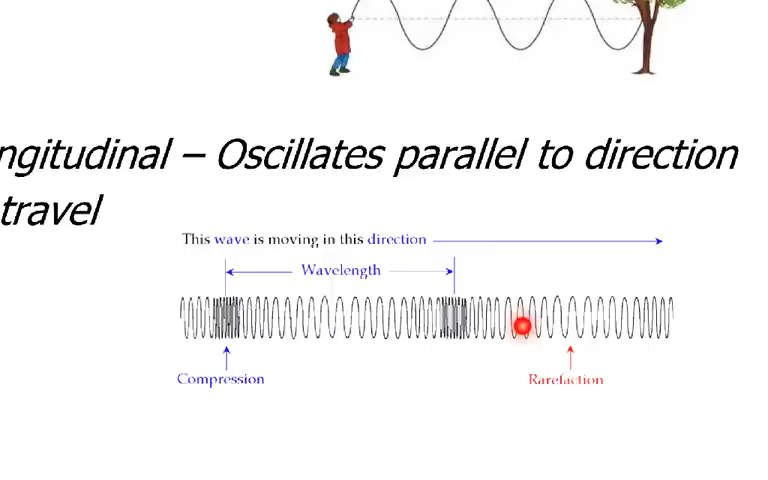 ngitudinal – Oscillates parallel to direction
travel
This wave is moving in this direction
Wavelength
Compression
Rarefaction